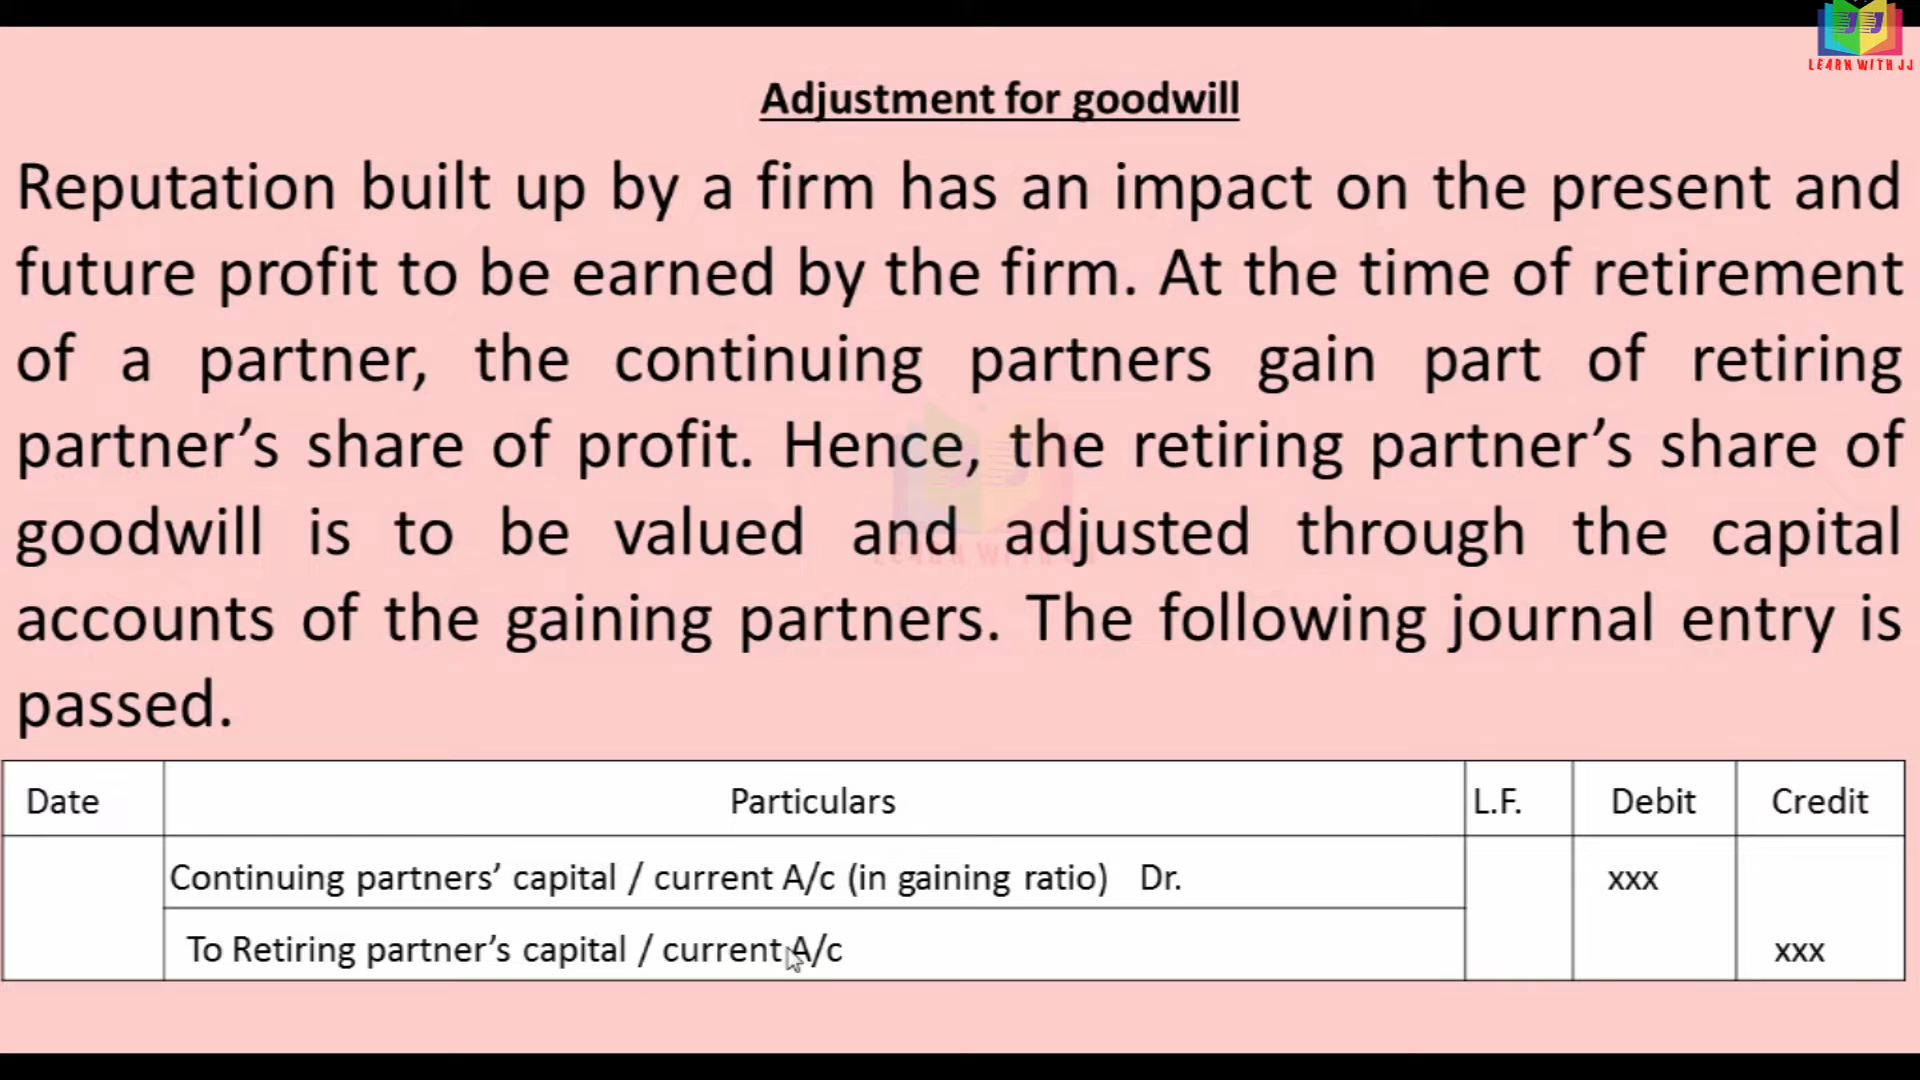 LEARN WITH JJ
Adjustment for goodwill
Reputation built up by a firm has an impact on the present and
future profit to be earned by the firm. At the time of retirement
of a partner, the continuing partners gain part of retiring
partner’s share of profit. Hence, the retiring partner’s share of
goodwill is to be valued and adjusted through the capital
accounts of the gaining partners. The following journal entry is
passed.
Date Particulars L.F. Debit Credit
Continuing partners’ capital / current A/c (in gaining ratio) Dr. xxx
To Retiring partner’s capital / current A/c xxx
LEARN WITH JJ